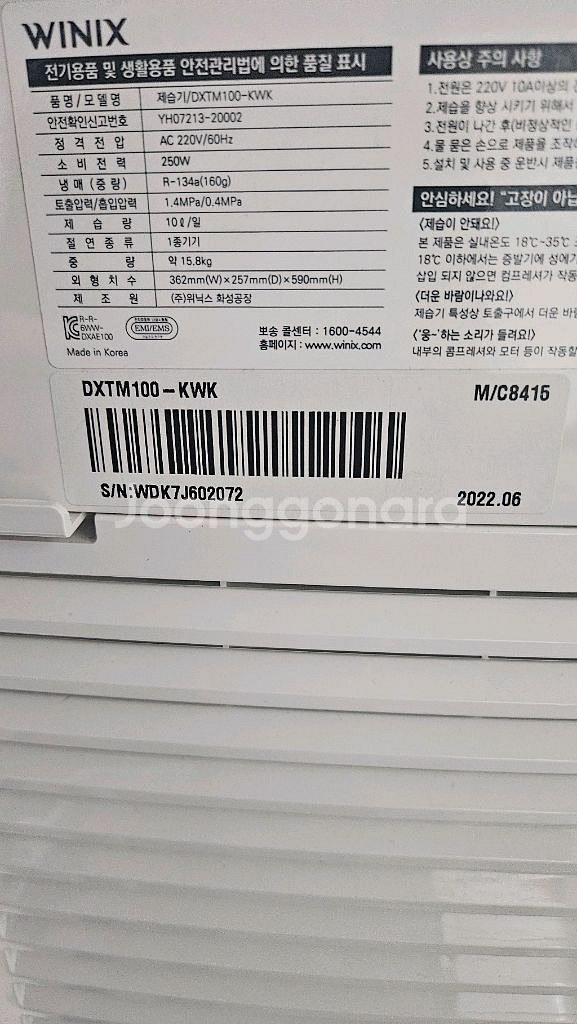 WINIX
전기용품 및 생활용품 안전관리법에 의한 품질 표시
품명/모델명 제습기/DXTM100-KWK
안전확인신고번호 YH07213-20002
정격전압 AC 220V/60Hz
소비전력 250W
냉매(중량) R-134a(160g)
토출압력/흡입압력 1.4MPa/0.4MPa
제습량 10ℓ/일
절연종류 1종기기
중량 약 15.8kg
외형치수 362mm(W)×257mm(D)×590mm(H)
제조원 (주)위닉스 화성공장
R-R-
BWW-
DXAE100
EMI/EMS
Made in Korea
뽀송 콜센터 : 1600-4544
홈페이지 : www.winix.com
사용상 주의 사항
1.전원은 220V 10A이상의
2.제습을 향상 시키기 위해서
3.전원이 나간 후(비정상적인
4.물 묻은 손으로 제품을 조작
5.설치 및 사용 중 운반시 제품
안심하세요! "고장이 아닙
〈제습이 안돼요!〉
본 제품은 실내온도 18℃~35℃
18℃ 이하에서는 증발기에 성에가
삽입 되지 않으면 컴프레셔가 작동
〈더운 바람이나와요!〉
제습기 특성상 토출구에서 더운 바람
〈'웅~'하는 소리가 들려요!〉
내부의 콤프레셔와 모터 등이 작동할
DXTM100-KWK
M/C8415
S/N:WDK7J602072
2022.06
Joonggonara